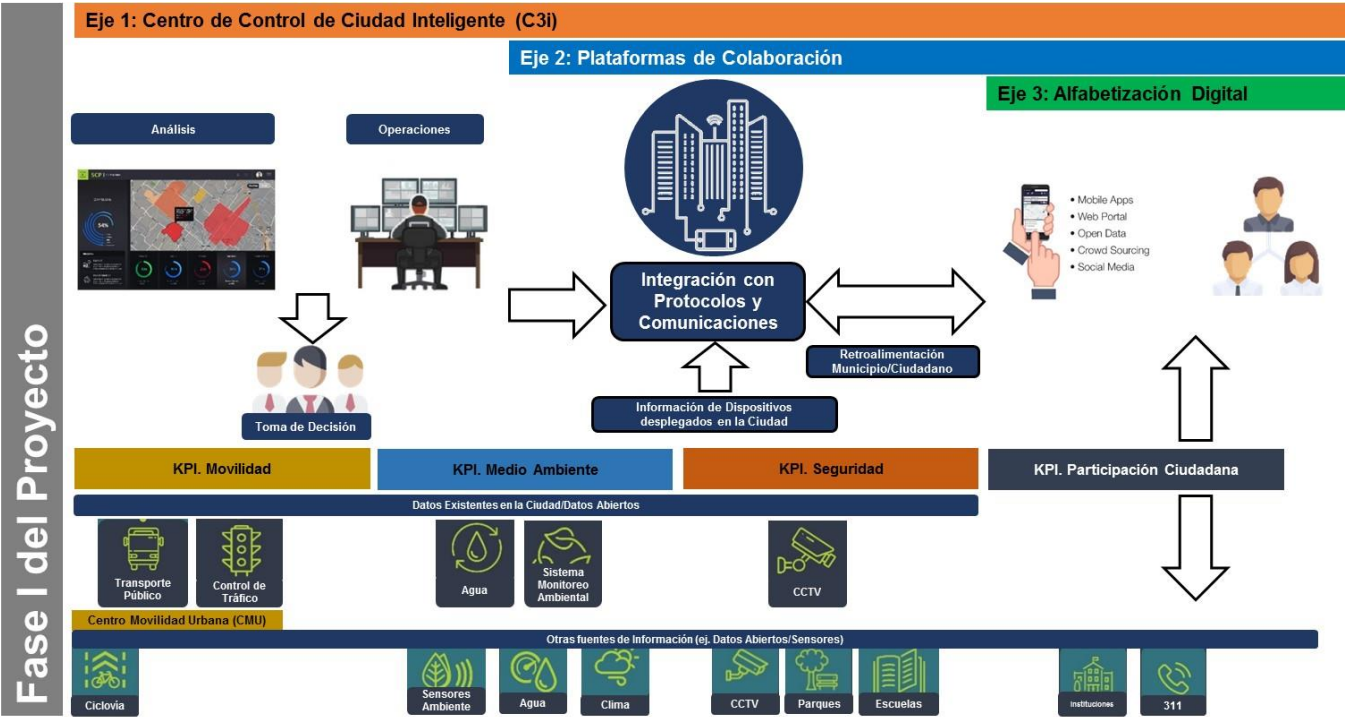 Fase I del Proyecto
Eje 1: Centro de Control de Ciudad Inteligente (C3i)
Eje 2: Plataformas de Colaboración
Eje 3: Alfabetización Digital
Análisis
Operaciones
SCP
54%
• Mobile Apps
• Web Portal
• Open Data
• Crowd Sourcing
• Social Media
Integración con
Protocolos y
Comunicaciones
Retroalimentación
Municipio/Ciudadano
Toma de Decisión
Información de Dispositivos
desplegados en la Ciudad
KPI. Movilidad
KPI. Medio Ambiente
KPI. Seguridad
KPI. Participación Ciudadana
Datos Existentes en la Ciudad/Datos Abiertos
Transporte
Público
Control de
Tráfico
Agua
Sistema
Monitoreo
Ambiental
CCTV
Centro Movilidad Urbana (CMU)
Otras fuentes de Información (ej. Datos Abiertos/Sensores)
Ciclovia
Sensores
Ambiente
Agua
Clima
CCTV
Parques
Escuelas
Instituciones
311